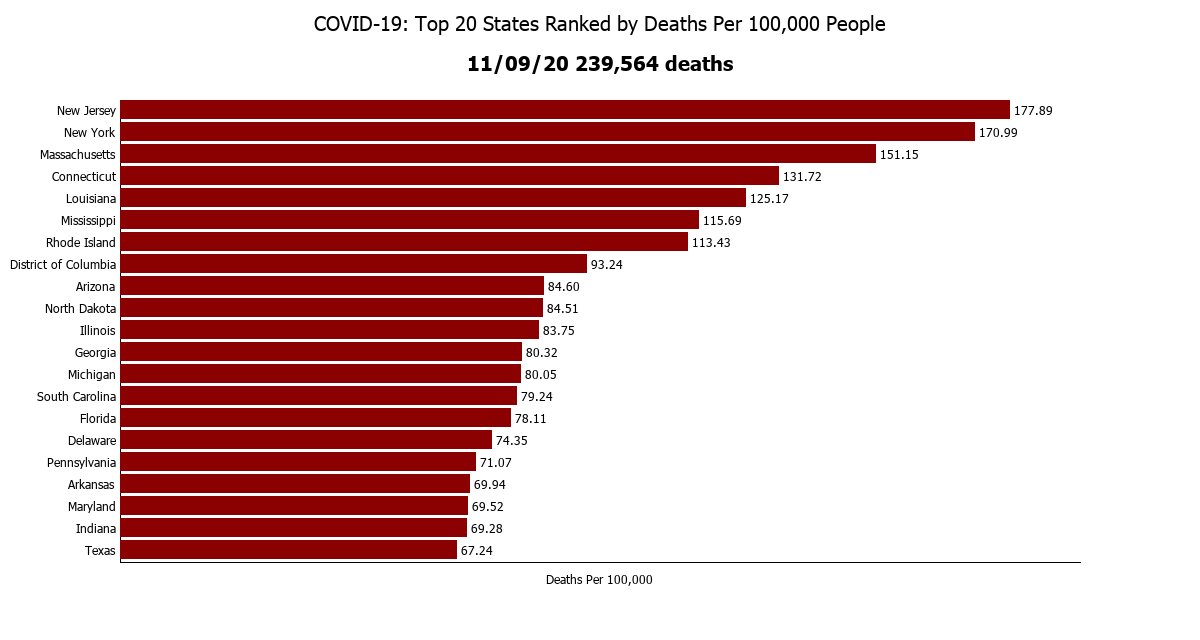 COVID-19: Top 20 States Ranked by Deaths Per 100,000 People
11/09/20 239,564 deaths
New Jersey 177.89
New York 170.99
Massachusetts 151.15
Connecticut 131.72
Louisiana 125.17
Mississippi 115.69
Rhode Island 113.43
District of Columbia 93.24
Arizona 84.60
North Dakota 84.51
Illinois 83.75
Georgia 80.32
Michigan 80.05
South Carolina 79.24
Florida 78.11
Delaware 74.35
Pennsylvania 71.07
Arkansas 69.94
Maryland 69.52
Indiana 69.28
Texas 67.24
Deaths Per 100,000